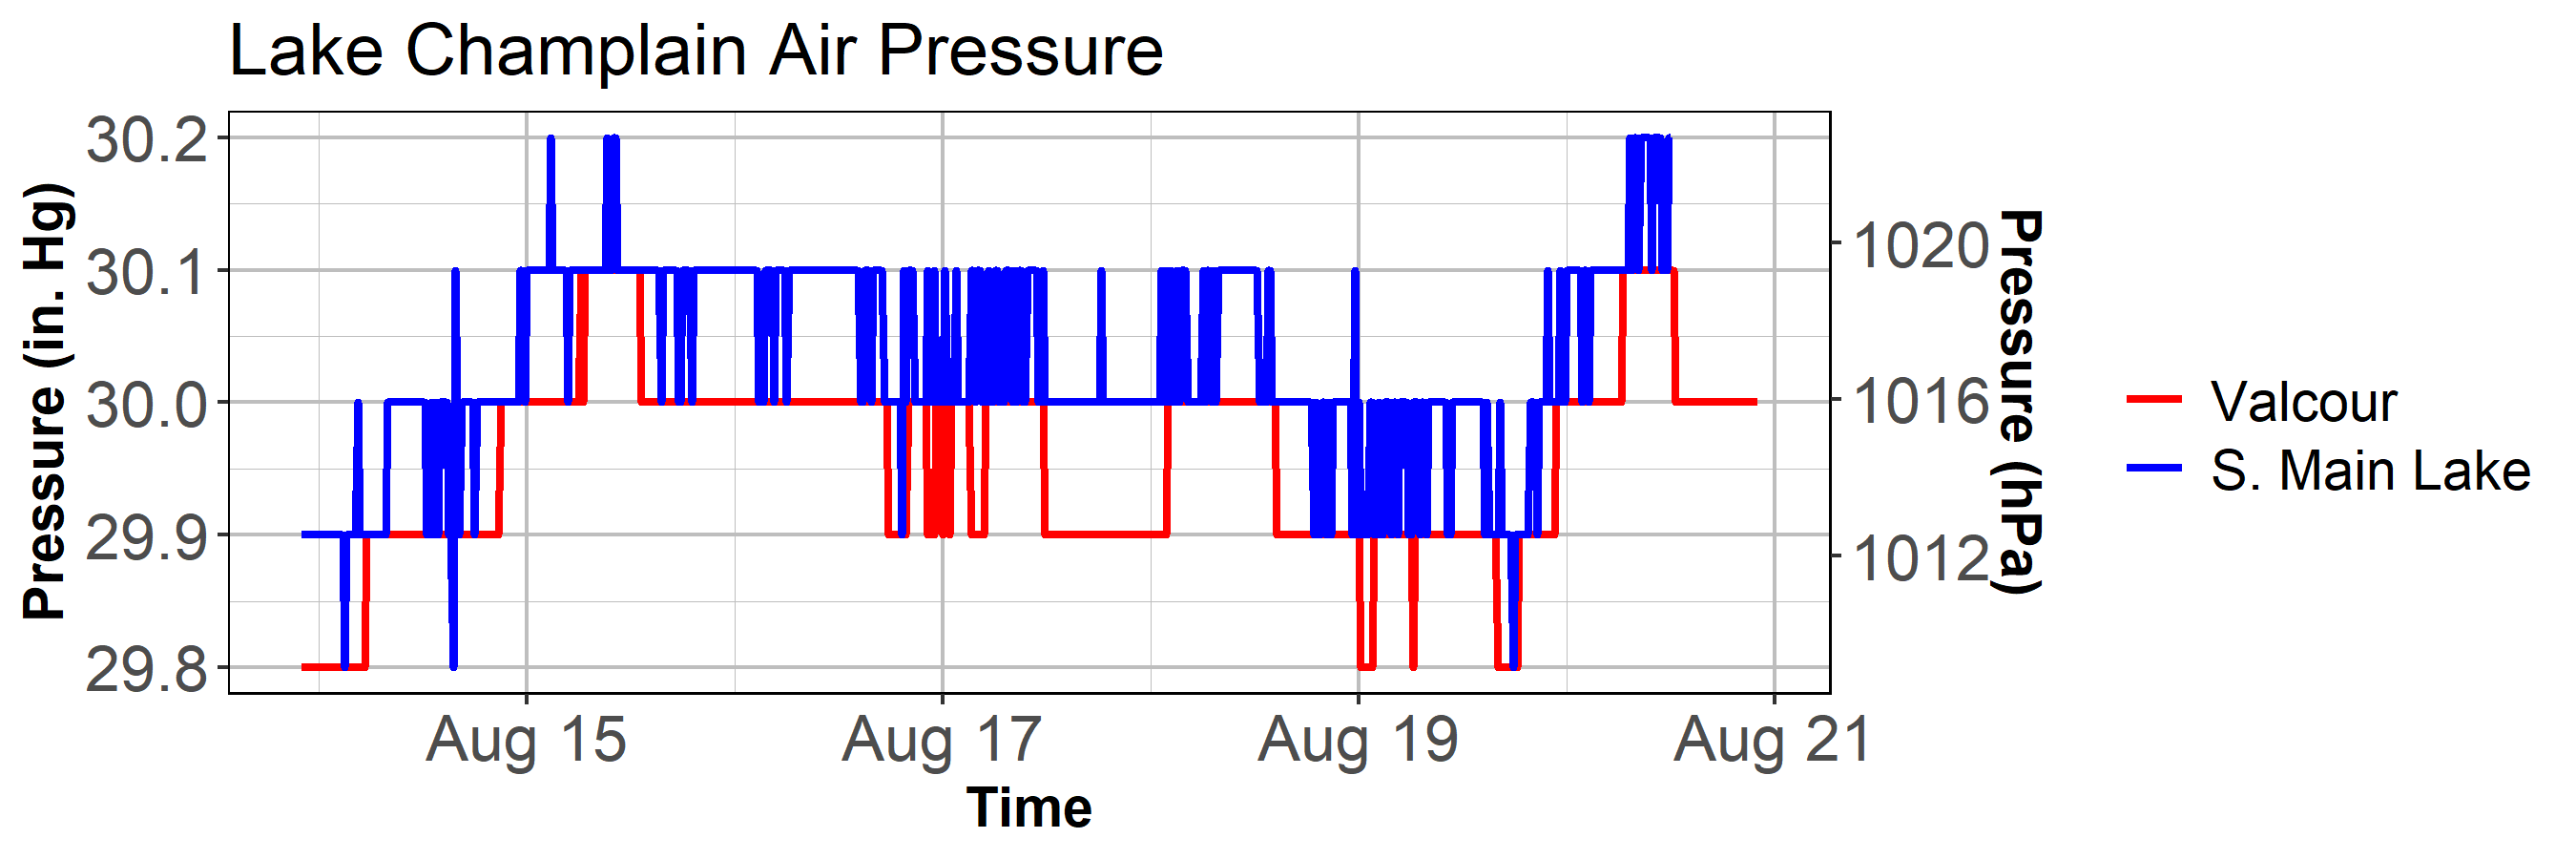 Lake Champlain Air Pressure
Pressure (in. Hg)
30.2
30.1
30.0
29.9
29.8
Aug 15 Aug 17 Aug 19 Aug 21
Time
1020
1016
1012
Pressure (hPa)
Valcour
S. Main Lake